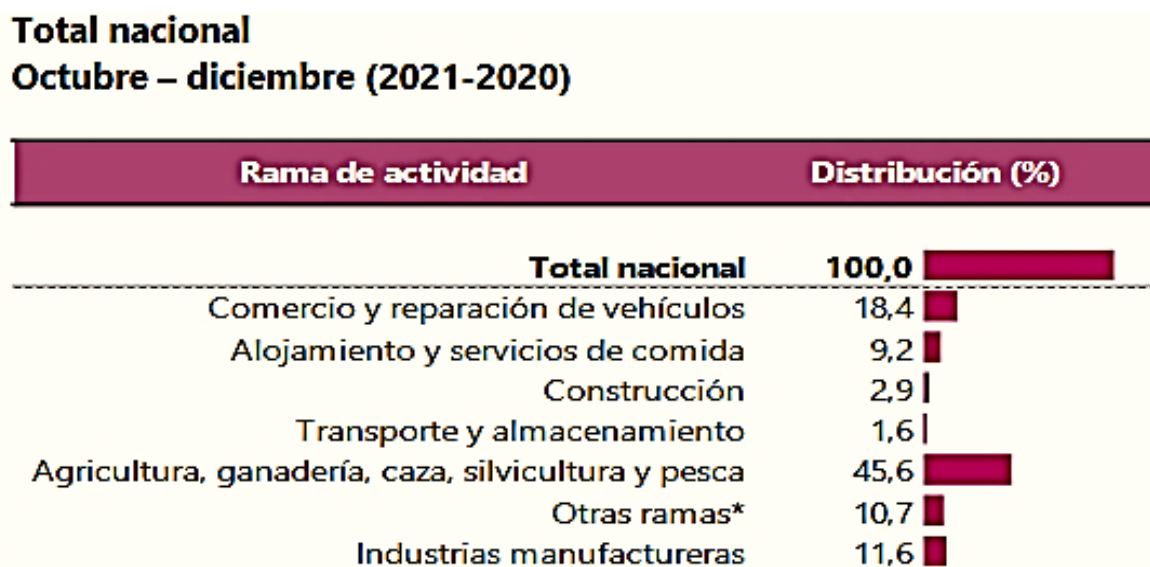 Total nacional
Octubre – diciembre (2021-2020)
Rama de actividad Distribución (%)
Total nacional 100,0
Comercio y reparación de vehículos 18,4
Alojamiento y servicios de comida 9,2
Construcción 2,9
Transporte y almacenamiento 1,6
Agricultura, ganadería, caza, silvicultura y pesca 45,6
Otras ramas* 10,7
Industrias manufactureras 11,6